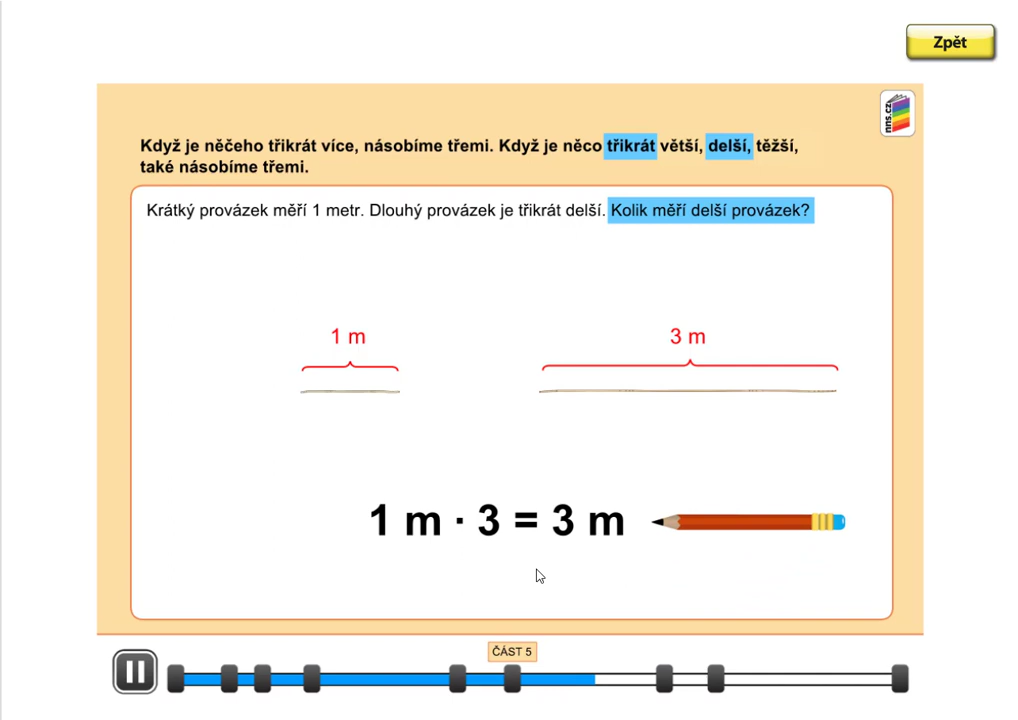 Zpět
nns.cz
Když je něčeho třikrát více, násobíme třemi. Když je něco třikrát větší, delší, těžší,
také násobíme třemi.
Krátký provázek měří 1 metr. Dlouhý provázek je třikrát delší. Kolik měří delší provázek?
1 m
3 m
1 m · 3 = 3 m
ČÁST 5